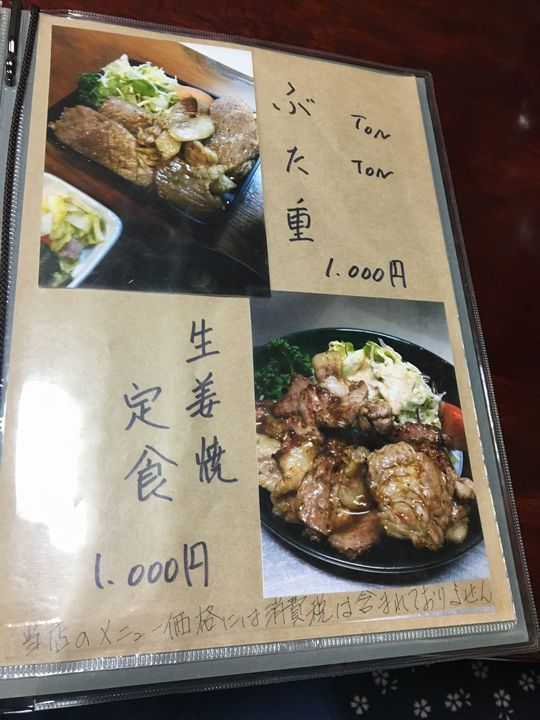 TON TON
ぶた重
1.000円
生姜焼
定食
1.000円
当店のメニュー価格には消費税は含まれておりません